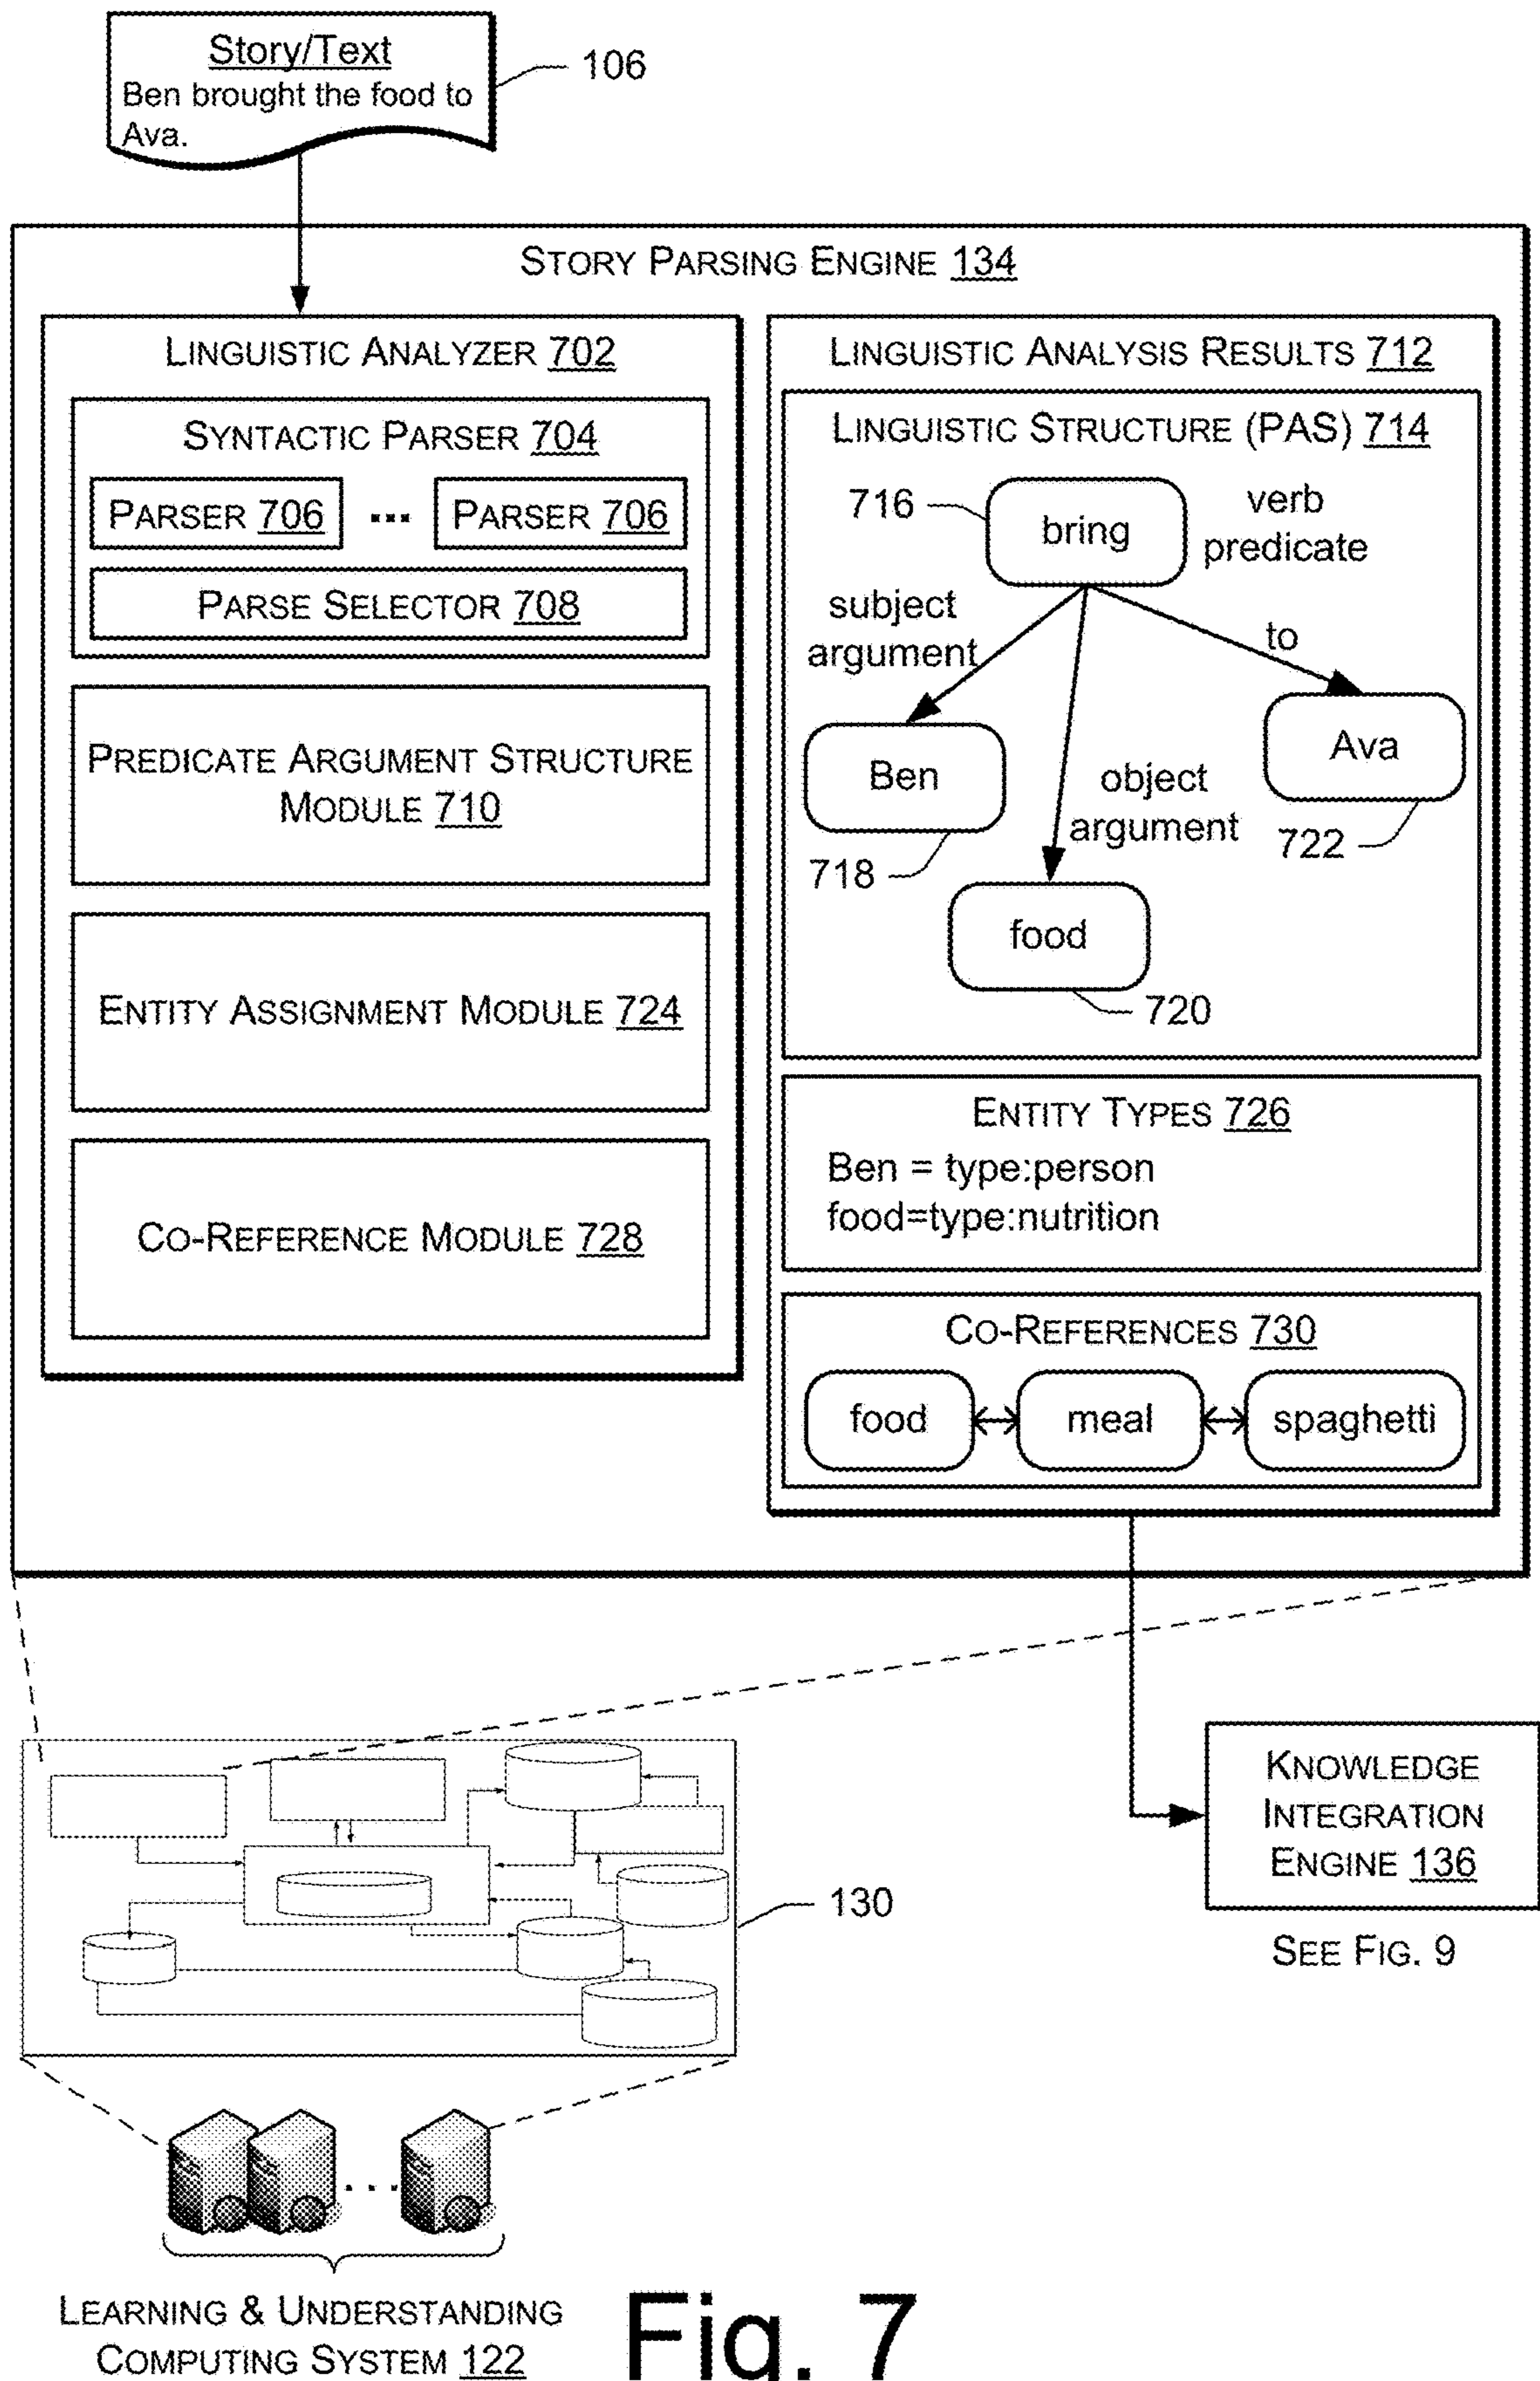 Story/Text
Ben brought the food to
Ava.
106
STORY PARSING ENGINE 134
LINGUISTIC ANALYZER 702
SYNTACTIC PARSER 704
PARSER 706 ... PARSER 706
PARSE SELECTOR 708
PREDICATE ARGUMENT STRUCTURE
MODULE 710
ENTITY ASSIGNMENT MODULE 724
CO-REFERENCE MODULE 728
LINGUISTIC ANALYSIS RESULTS 712
LINGUISTIC STRUCTURE (PAS) 714
716
bring
verb
predicate
subject
argument
to
Ben
718
object
argument
Ava
722
food
720
ENTITY TYPES 726
Ben = type:person
food=type:nutrition
CO-REFERENCES 730
food
meal
spaghetti
KNOWLEDGE
INTEGRATION
ENGINE 136
SEE FIG. 9
130
...
LEARNING & UNDERSTANDING
COMPUTING SYSTEM 122
Fig. 7